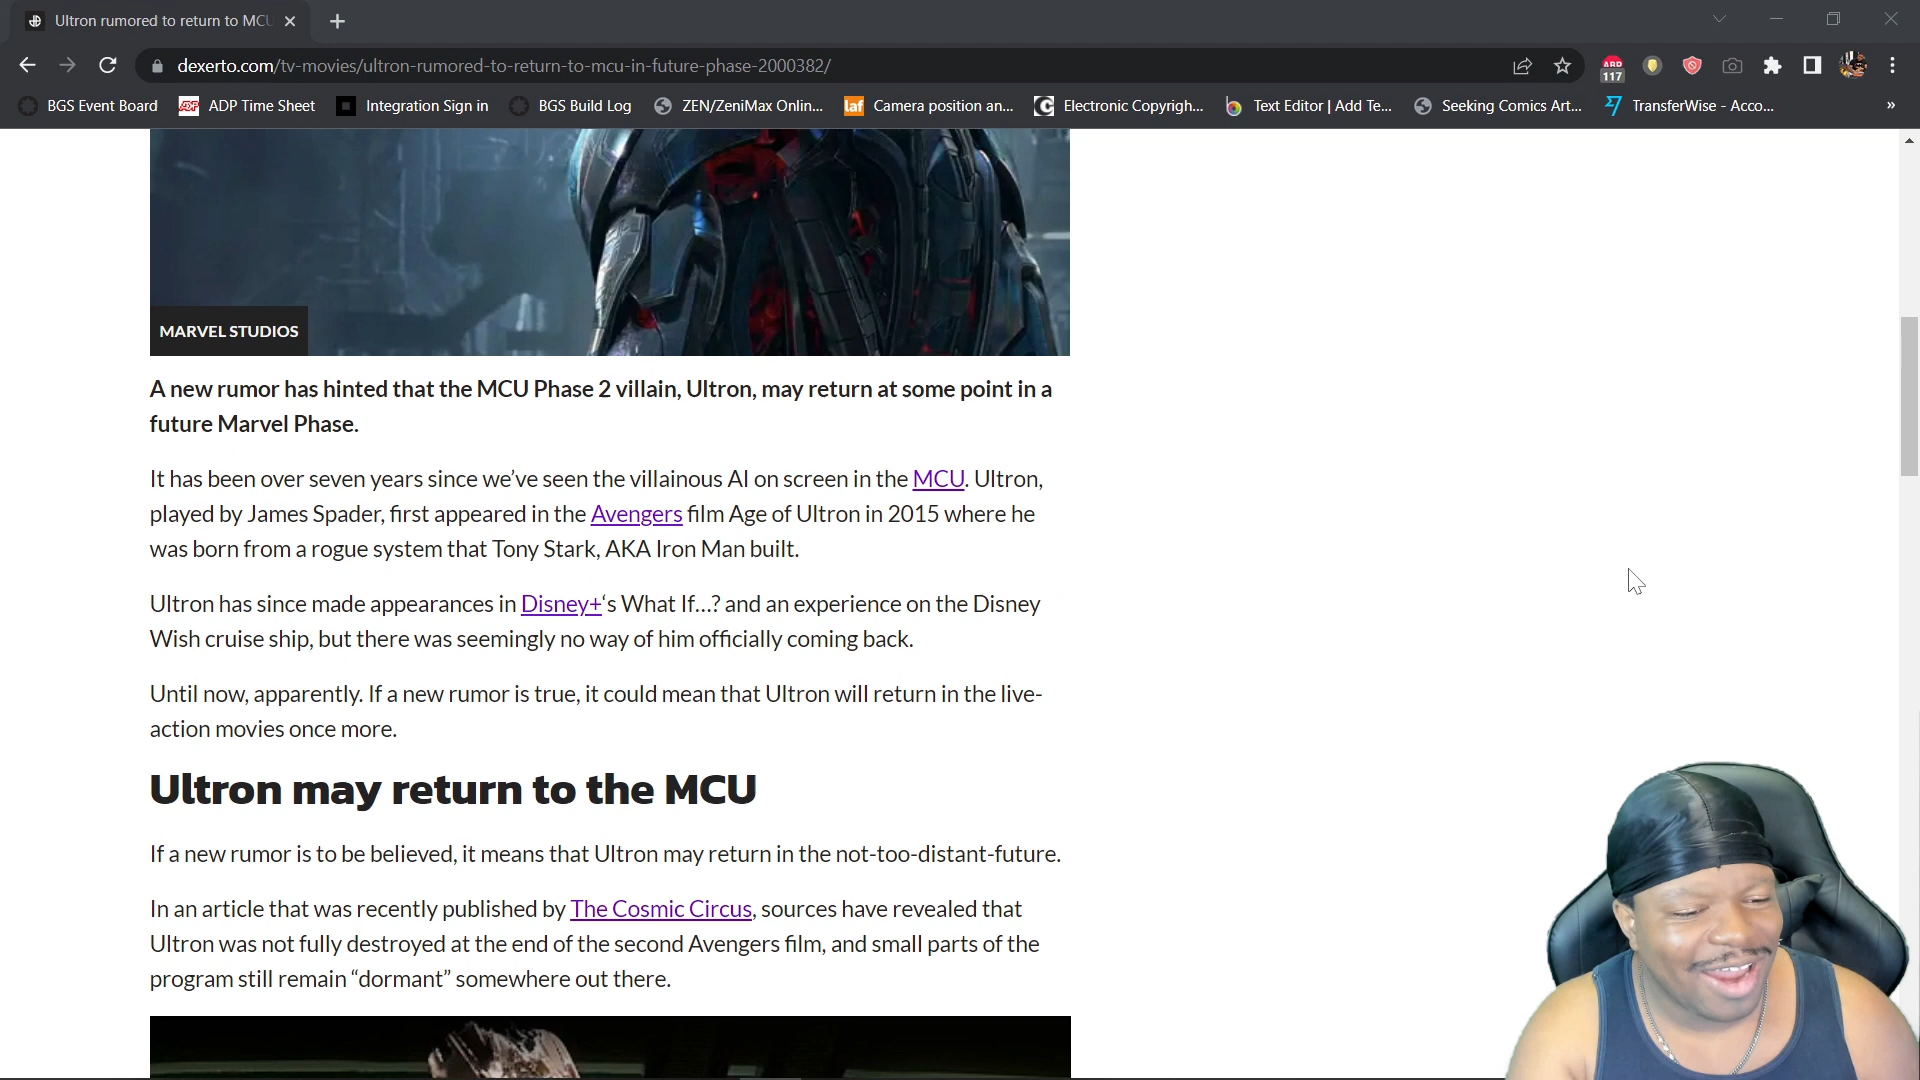 Ultron rumored to return to MCU
dexerto.com/tv-movies/ultron-rumored-to-return-to-mcu-in-future-phase-2000382/
ABD
117
BGS Event Board
ADP Time Sheet
Integration Sign in
BGS Build Log
ZEN/ZeniMax Onlin...
laf
Camera position an...
Electronic Copyrigh...
Text Editor | Add Te...
Seeking Comics Art...
TransferWise - Acco...
»
MARVEL STUDIOS
A new rumor has hinted that the MCU Phase 2 villain, Ultron, may return at some point in a
future Marvel Phase.
It has been over seven years since we’ve seen the villainous AI on screen in the MCU. Ultron,
played by James Spader, first appeared in the Avengers film Age of Ultron in 2015 where he
was born from a rogue system that Tony Stark, AKA Iron Man built.
Ultron has since made appearances in Disney+‘s What If…? and an experience on the Disney
Wish cruise ship, but there was seemingly no way of him officially coming back.
Until now, apparently. If a new rumor is true, it could mean that Ultron will return in the live-
action movies once more.
Ultron may return to the MCU
If a new rumor is to be believed, it means that Ultron may return in the not-too-distant-future.
In an article that was recently published by The Cosmic Circus, sources have revealed that
Ultron was not fully destroyed at the end of the second Avengers film, and small parts of the
program still remain “dormant” somewhere out there.